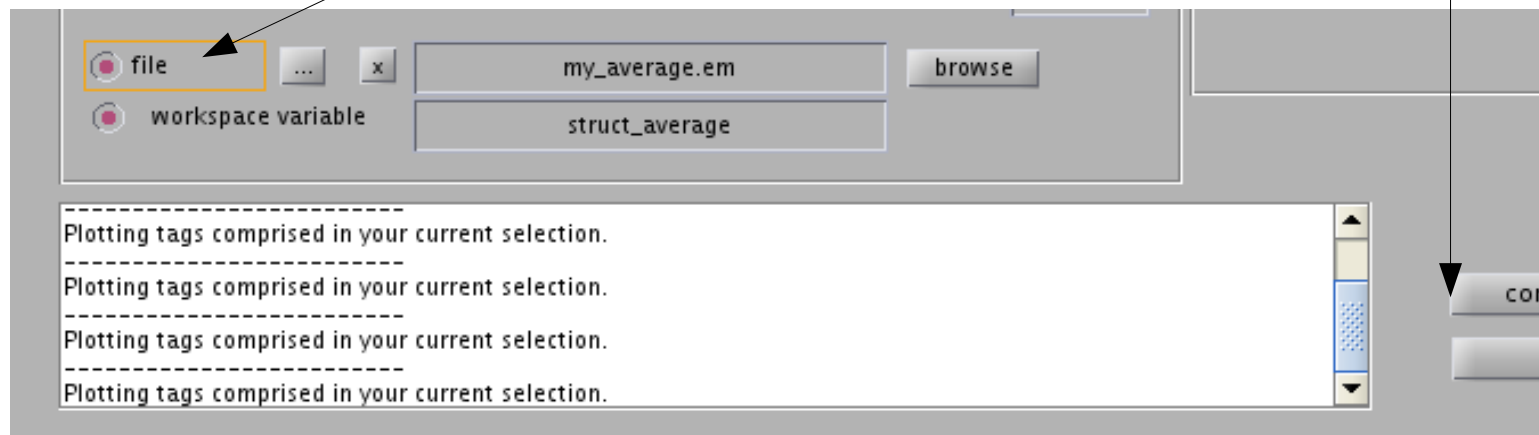 file ... x my_average.em browse
workspace variable struct_average
-------------------------
Plotting tags comprised in your current selection.
-------------------------
Plotting tags comprised in your current selection.
-------------------------
Plotting tags comprised in your current selection.
-------------------------
Plotting tags comprised in your current selection.